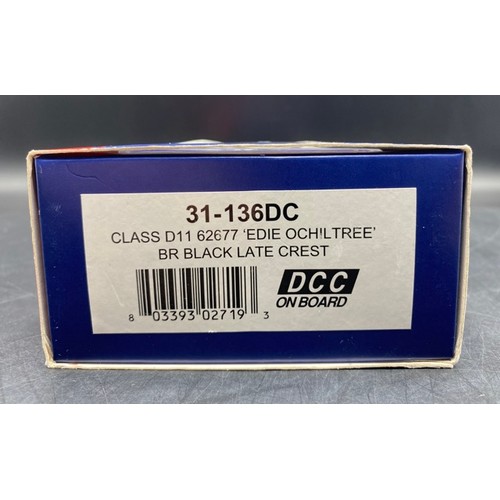 31-136DC
CLASS D11 62677 ‘EDIE OCH!LTREE’
BR BLACK LATE CREST
DCC
ON BOARD
8 03393 02719 3